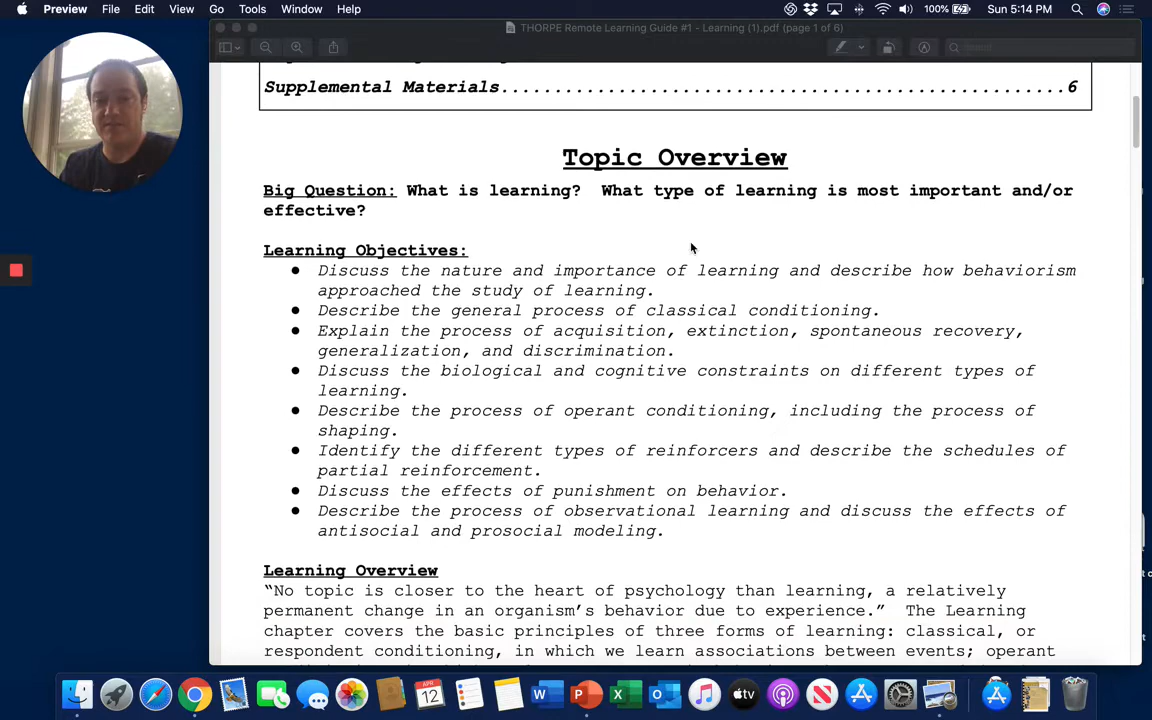 Preview File Edit View Go Tools Window Help 100% Sun 5:14 PM
THORPE Remote Learning Guide #1 - Learning (1).pdf (page 1 of 6)
Search
Supplemental Materials...................................................6
Topic Overview
Big Question: What is learning? What type of learning is most important and/or
effective?
Learning Objectives:
● Discuss the nature and importance of learning and describe how behaviorism
approached the study of learning.
● Describe the general process of classical conditioning.
● Explain the process of acquisition, extinction, spontaneous recovery,
generalization, and discrimination.
● Discuss the biological and cognitive constraints on different types of
learning.
● Describe the process of operant conditioning, including the process of
shaping.
● Identify the different types of reinforcers and describe the schedules of
partial reinforcement.
● Discuss the effects of punishment on behavior.
● Describe the process of observational learning and discuss the effects of
antisocial and prosocial modeling.
Learning Overview
“No topic is closer to the heart of psychology than learning, a relatively
permanent change in an organism’s behavior due to experience.” The Learning
chapter covers the basic principles of three forms of learning: classical, or
respondent conditioning, in which we learn associations between events; operant
APR
12
tv